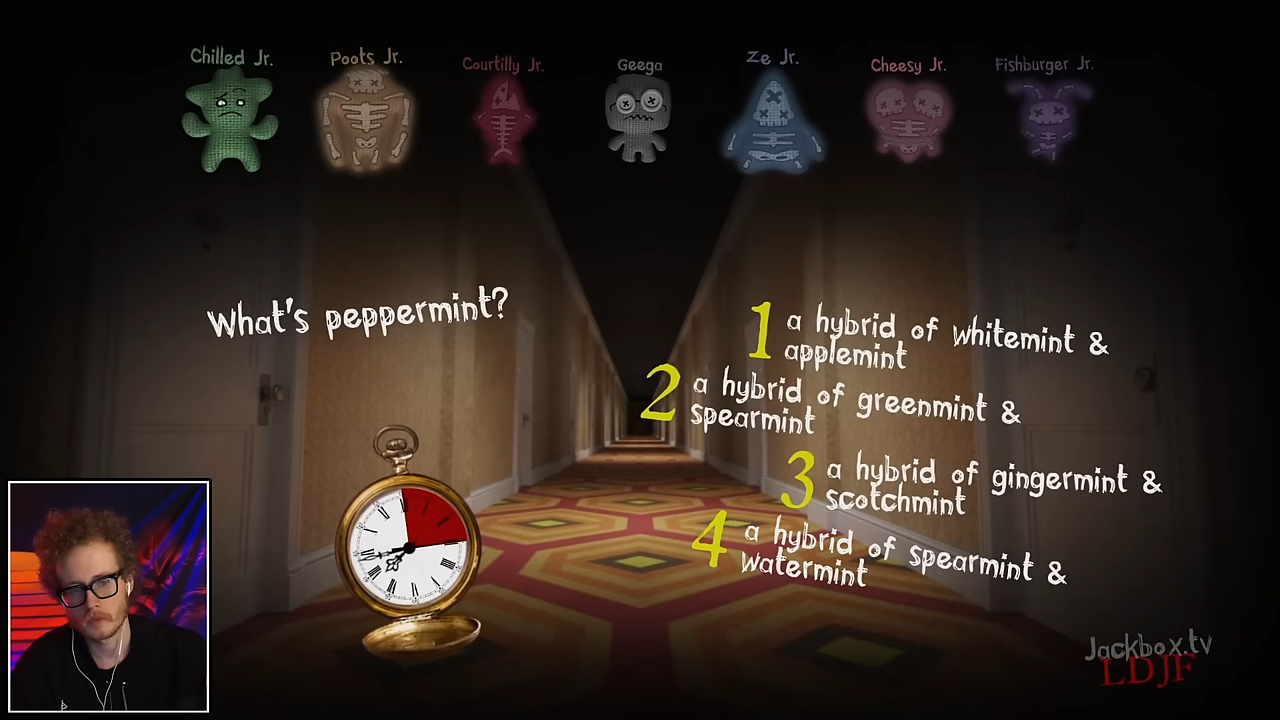 Chilled Jr.
Poots Jr.
Courtilly Jr.
Geega
Ze Jr.
Cheesy Jr.
Fishburger Jr.
What's peppermint?
1 a hybrid of whitemint &
applemint
2 a hybrid of greenmint &
spearmint
3 a hybrid of gingermint &
scotchmint
4 a hybrid of spearmint &
watermint
Jackbox.tv
LDJF